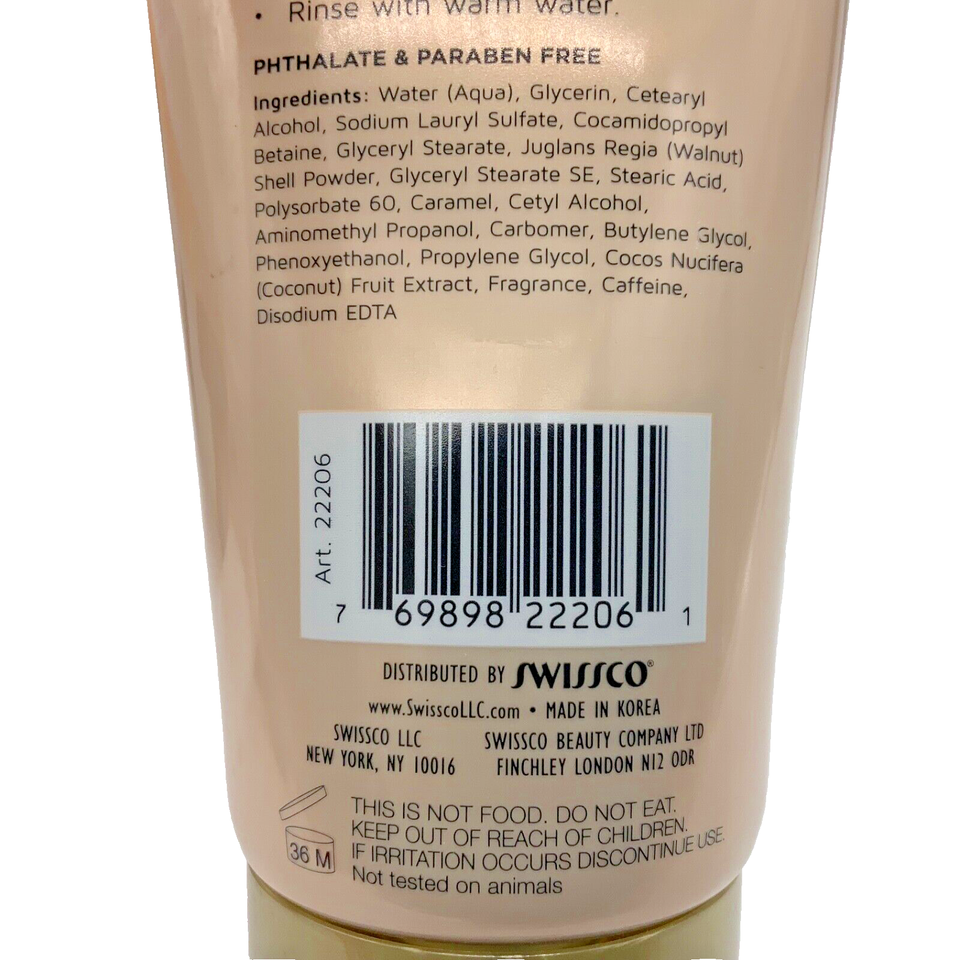 • Rinse with warm water.
PHTHALATE & PARABEN FREE
Ingredients: Water (Aqua), Glycerin, Cetearyl
Alcohol, Sodium Lauryl Sulfate, Cocamidopropyl
Betaine, Glyceryl Stearate, Juglans Regia (Walnut)
Shell Powder, Glyceryl Stearate SE, Stearic Acid,
Polysorbate 60, Caramel, Cetyl Alcohol,
Aminomethyl Propanol, Carbomer, Butylene Glycol,
Phenoxyethanol, Propylene Glycol, Cocos Nucifera
(Coconut) Fruit Extract, Fragrance, Caffeine,
Disodium EDTA
Art. 22206
7 69898 22206 1
DISTRIBUTED BY SWISSCO®
www.SwisscoLLC.com • MADE IN KOREA
SWISSCO LLC SWISSCO BEAUTY COMPANY LTD
NEW YORK, NY 10016 FINCHLEY LONDON N12 0DR
36 M
THIS IS NOT FOOD. DO NOT EAT.
KEEP OUT OF REACH OF CHILDREN.
IF IRRITATION OCCURS DISCONTINUE USE.
Not tested on animals